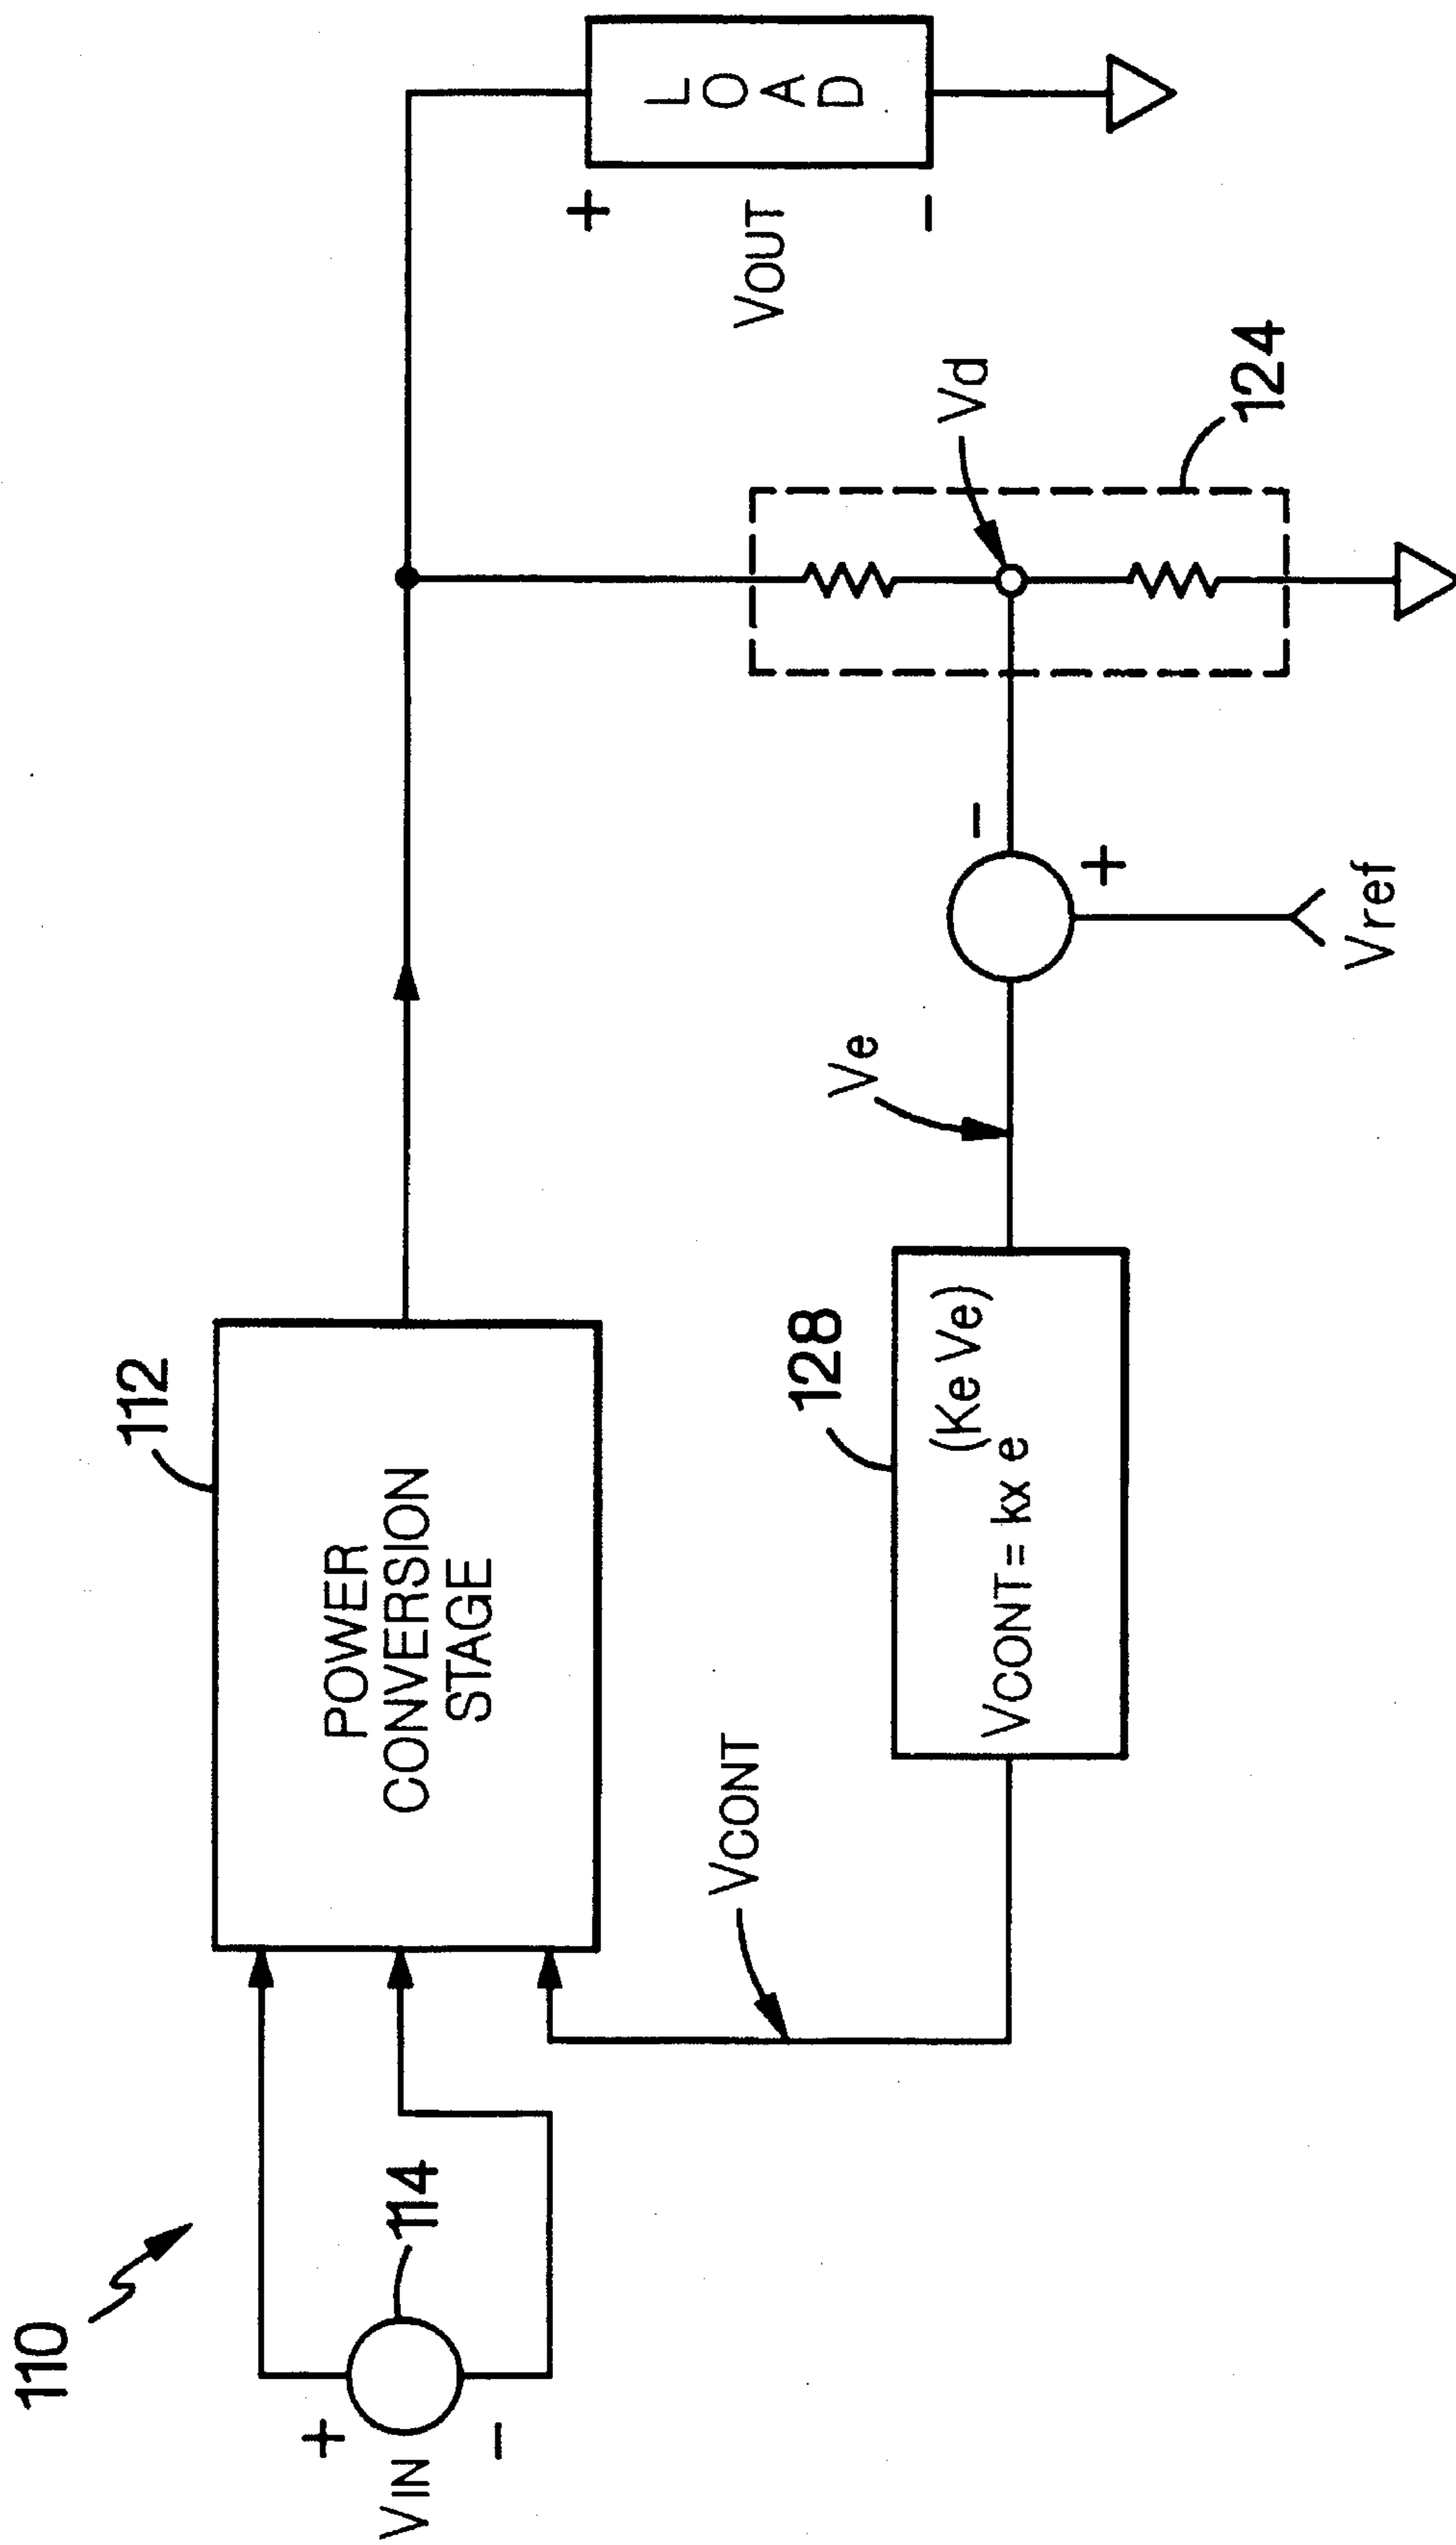 110
112
POWER
CONVERSION
STAGE
+
VIN
-
114
VCONT
128
VCONT = kx e (Ke Ve)
Ve
-
+
Vref
Vd
124
+
VOUT
-
LOAD